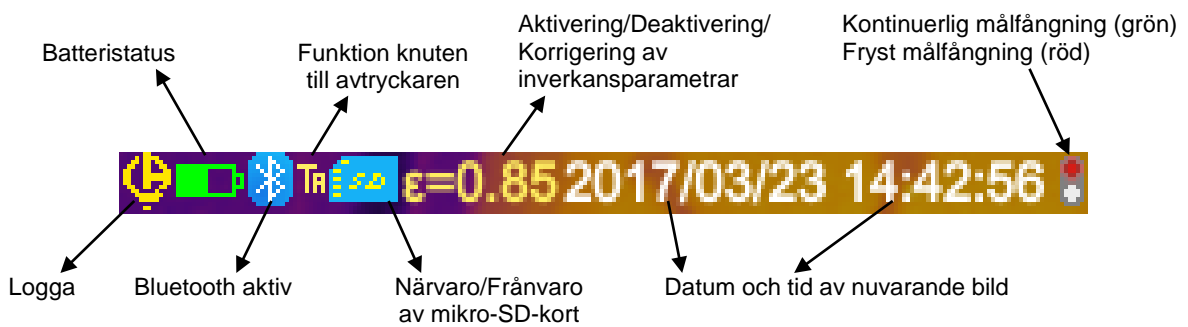 Aktivering/Deaktivering/
Korrigering av
inverkansparametrar
Kontinuerlig målfångning (grön)
Fryst målfångning (röd)
Batteristatus
Funktion knuten
till avtryckaren
TA SD ε=0.85 2017/03/23 14:42:56
Logga
Bluetooth aktiv
Närvaro/Frånvaro
av mikro-SD-kort
Datum och tid av nuvarande bild